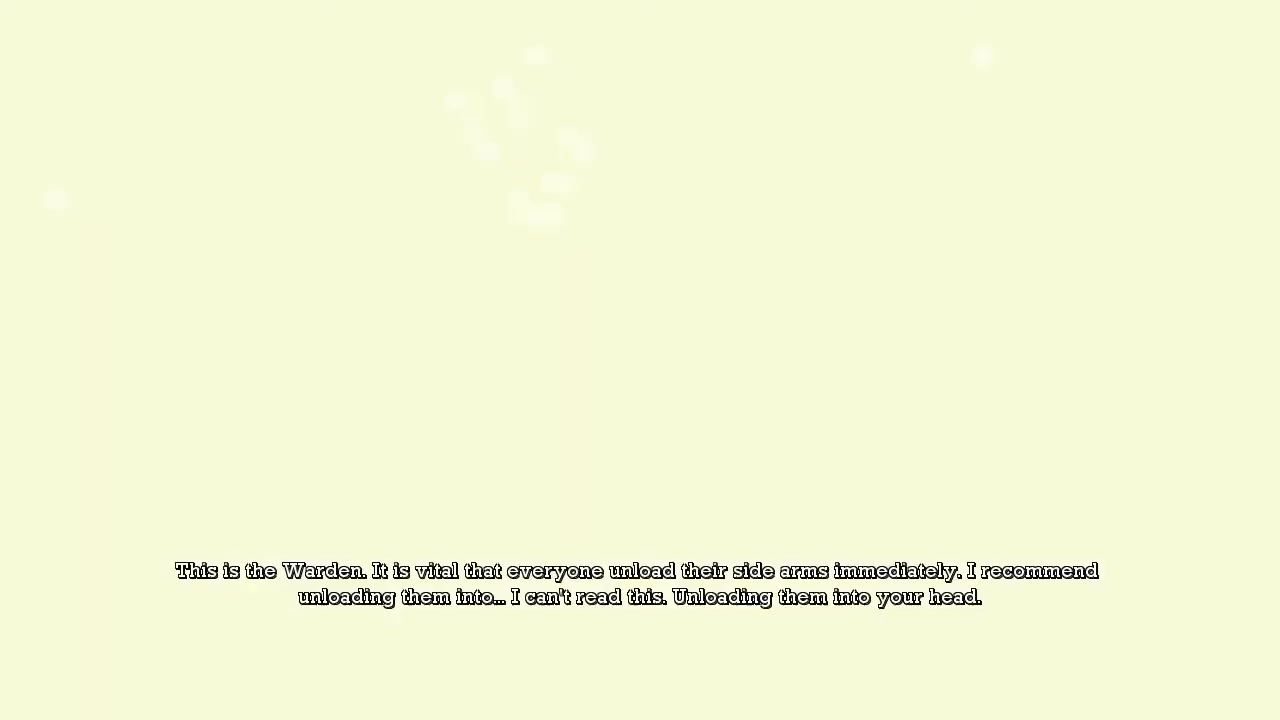 This is the Warden. It is vital that everyone unload their side arms immediately. I recommend
unloading them into... I can't read this. Unloading them into your head.